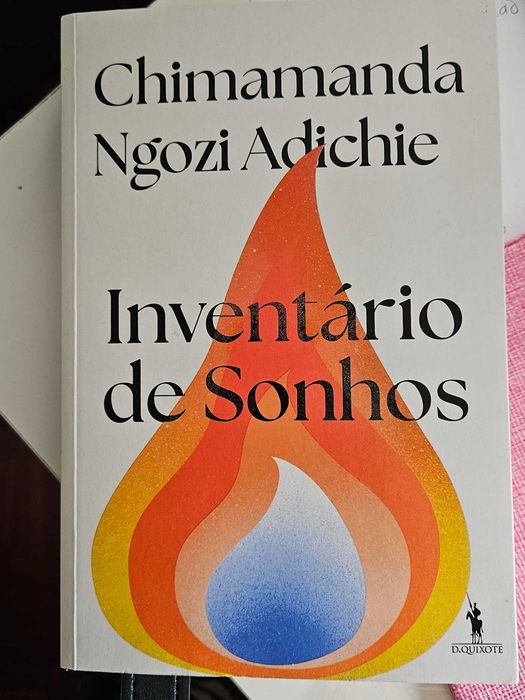 Chimamanda
Ngozi Adichie
Inventário
de Sonhos
D.QUIXOTE